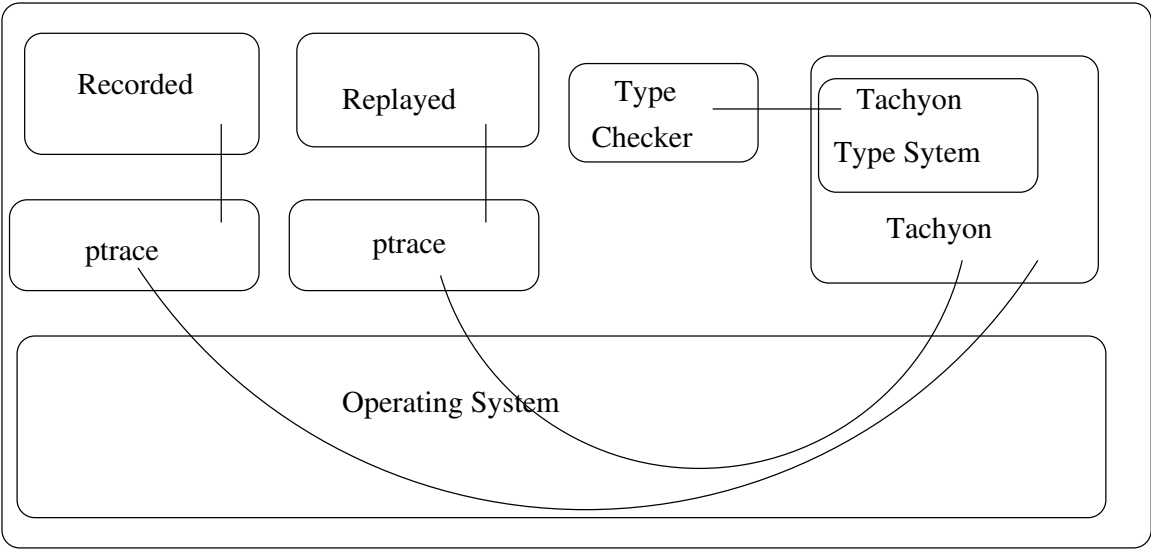 Recorded
Replayed
Type
Checker
Tachyon
Type Sytem
Tachyon
ptrace
ptrace
Operating System